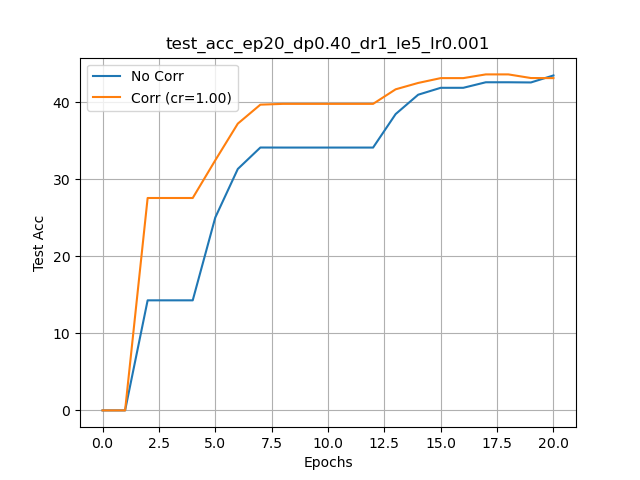 test_acc_ep20_dp0.40_dr1_le5_lr0.001
No Corr
Corr (cr=1.00)
Test Acc
40
30
20
10
0
0.0 2.5 5.0 7.5 10.0 12.5 15.0 17.5 20.0
Epochs